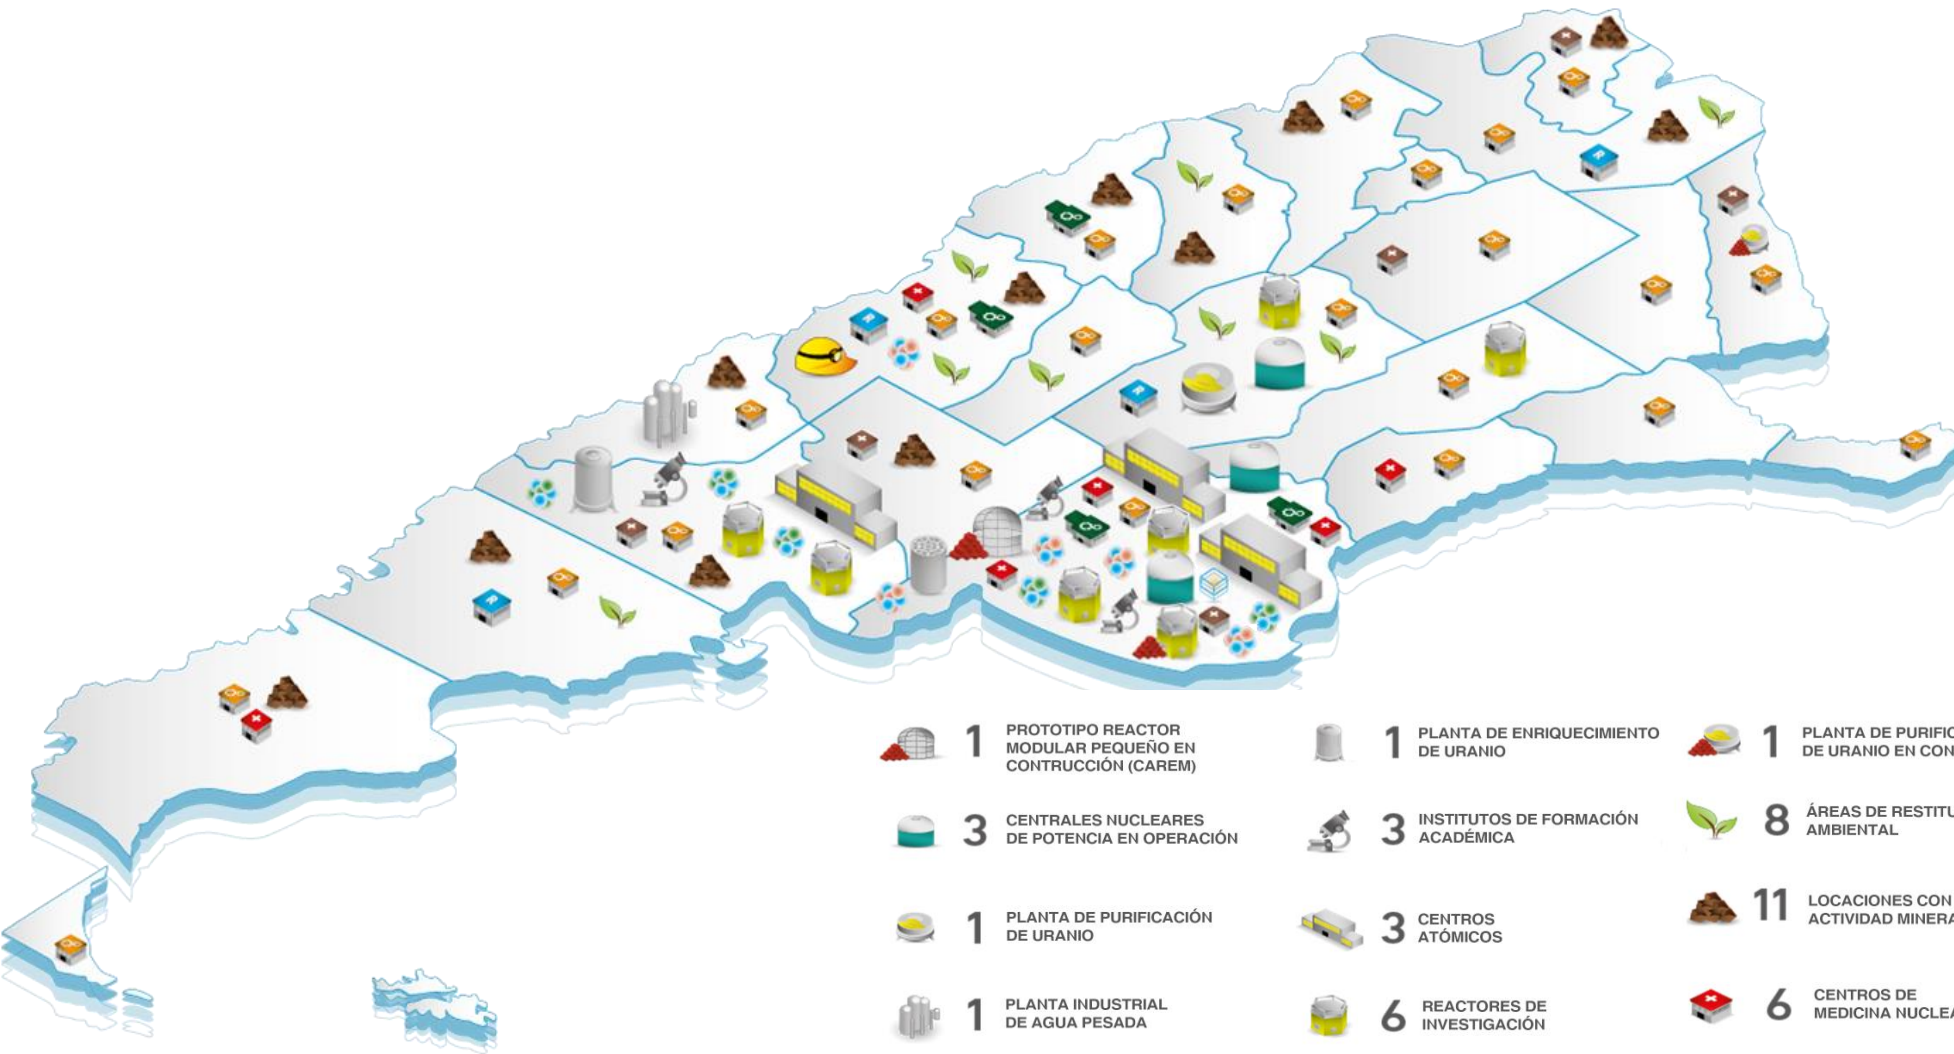 1
PROTOTIPO REACTOR
MODULAR PEQUEÑO EN
CONTRUCCIÓN (CAREM)
3
CENTRALES NUCLEARES
DE POTENCIA EN OPERACIÓN
1
PLANTA DE PURIFICACIÓN
DE URANIO
1
PLANTA INDUSTRIAL
DE AGUA PESADA
1
PLANTA DE ENRIQUECIMIENTO
DE URANIO
3
INSTITUTOS DE FORMACIÓN
ACADÉMICA
3
CENTROS
ATÓMICOS
6
REACTORES DE
INVESTIGACIÓN
1
PLANTA DE PURIFIC
DE URANIO EN CON
8
ÁREAS DE RESTITU
AMBIENTAL
11
LOCACIONES CON
ACTIVIDAD MINERA
6
CENTROS DE
MEDICINA NUCLEA